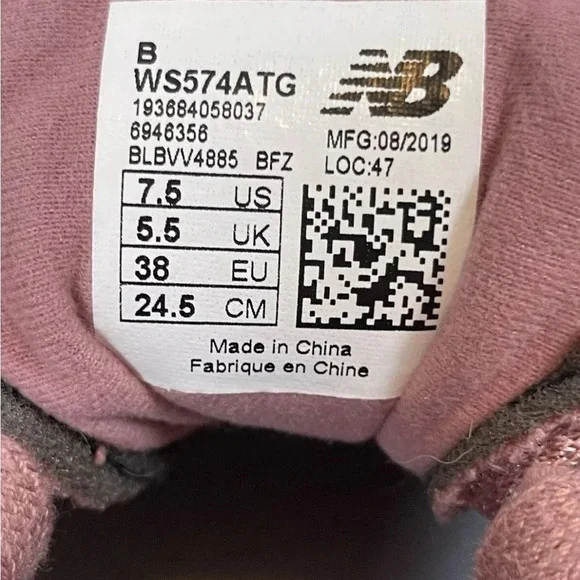 B
WS574ATG
193684058037
6946356
BLBVV4885 BFZ
NB
MFG:08/2019
LOC:47
7.5 US
5.5 UK
38 EU
24.5 CM
Made in China
Fabrique en Chine